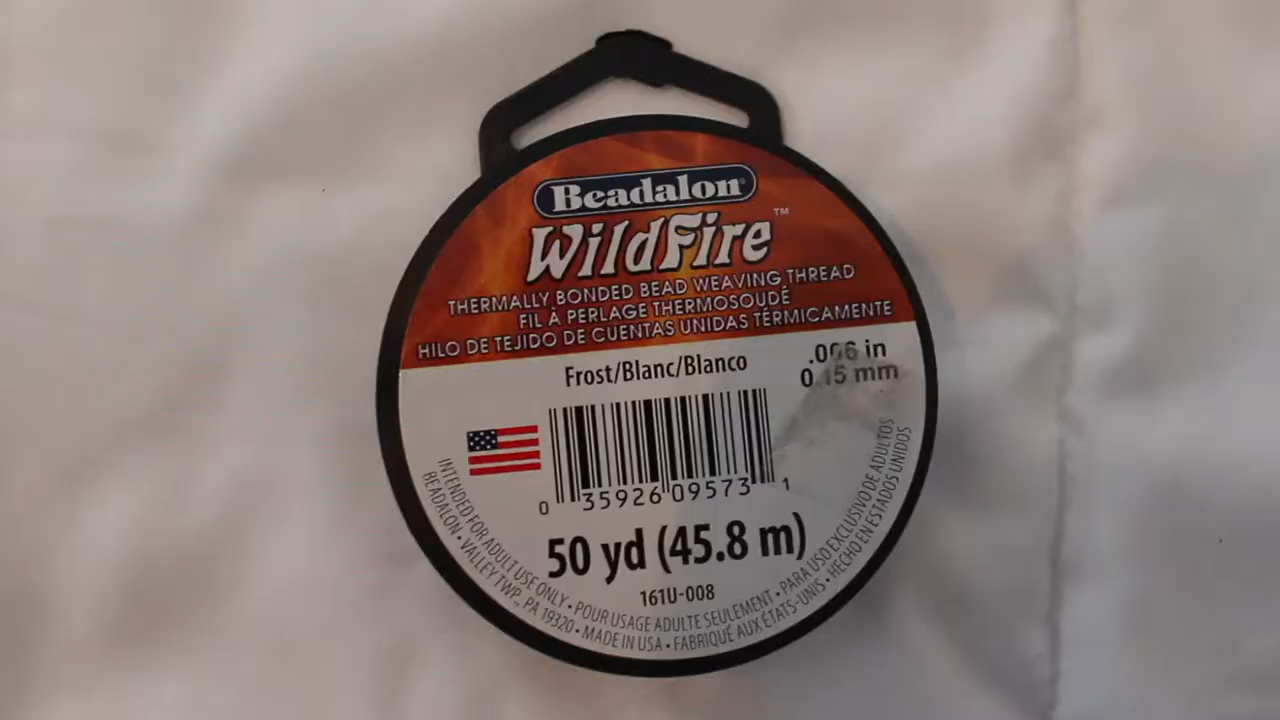 Beadalon®
WildFire™
THERMALLY BONDED BEAD WEAVING THREAD
FIL À PERLAGE THERMOSOUDÉ
HILO DE TEJIDO DE CUENTAS UNIDAS TÉRMICAMENTE
Frost/Blanc/Blanco
.006 in
0.15 mm
0 35926 09573 1
50 yd (45.8 m)
161U-008
INTENDED FOR ADULT USE ONLY • POUR USAGE ADULTE SEULEMENT • PARA USO EXCLUSIVO DE ADULTOS
BEADALON • VALLEY TWP., PA 19320 • MADE IN USA • FABRIQUÉ AUX ÉTATS-UNIS • HECHO EN ESTADOS UNIDOS